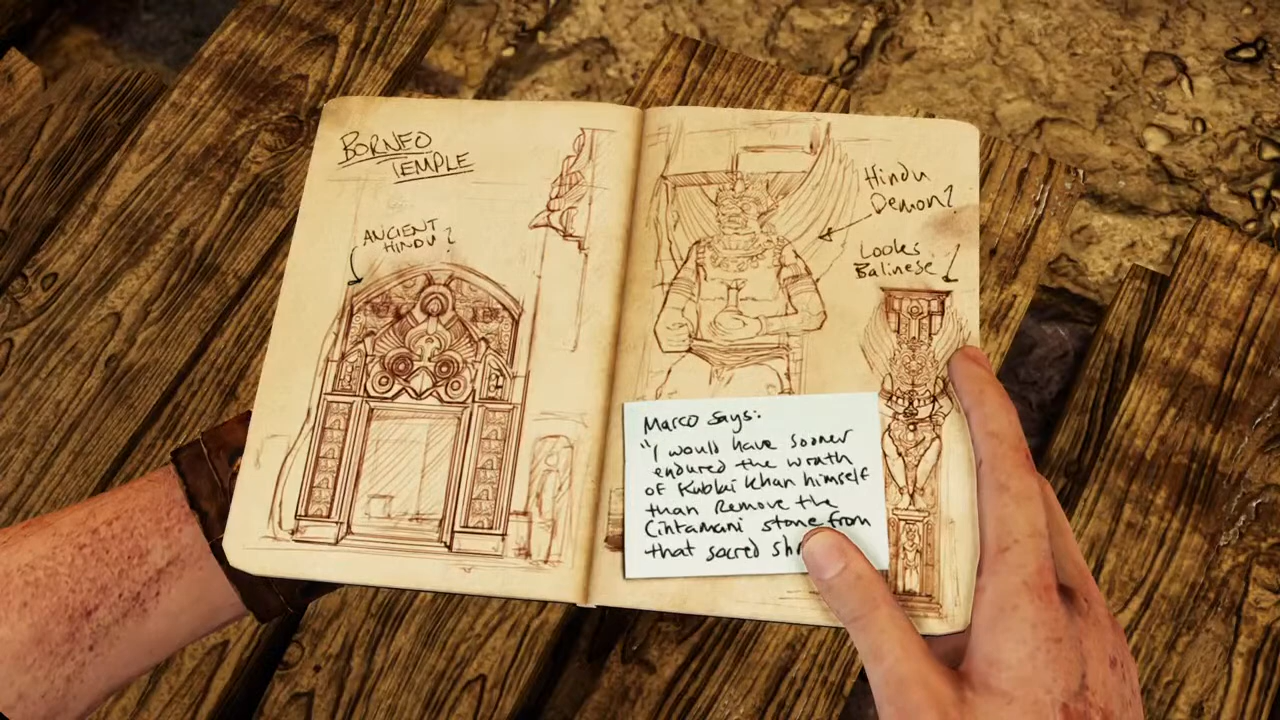 BORNEO
TEMPLE
ANCIENT
HINDU?
Hindu
Demon?
Looks
Balinese
Marco says:
"I would have sooner
endured the wrath
of Kublai Khan himself
than Remove the
Cintamani stone from
that sacred